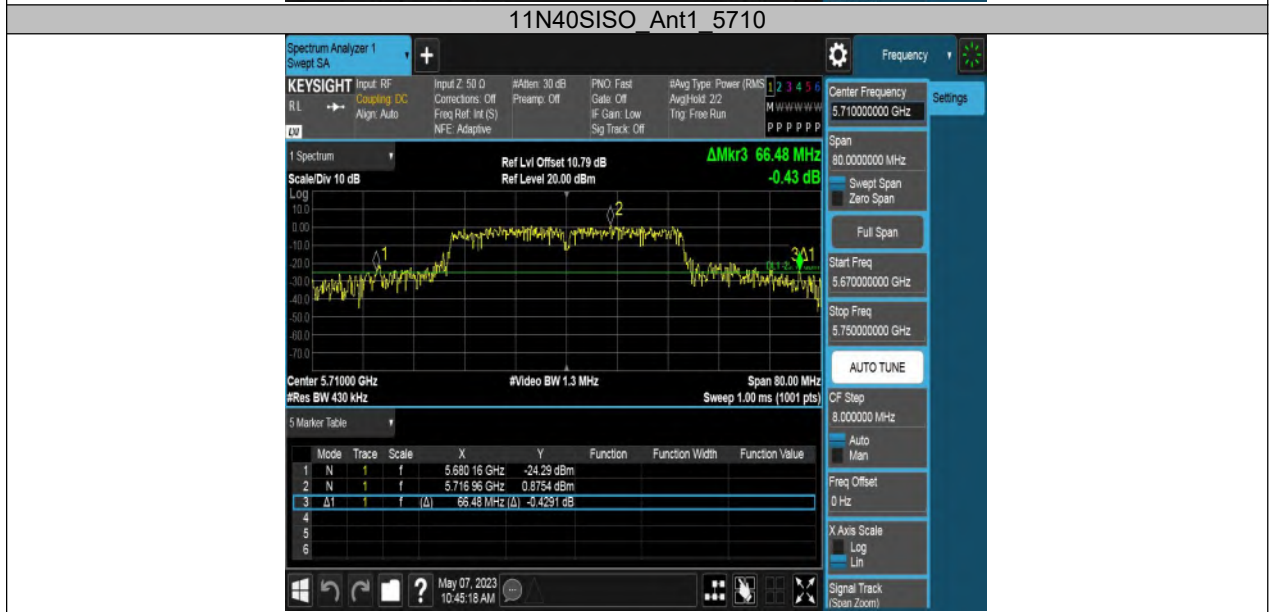 11N40SISO_Ant1_5710
Spectrum Analyzer 1
Swept SA
+
Frequency
KEYSIGHT
RL
LXI
Input: RF
Coupling: DC
Align: Auto
Input Z: 50 Ω
Corrections: Off
Freq Ref: Int (S)
NFE: Adaptive
#Atten: 30 dB
Preamp: Off
PNO: Fast
Gate: Off
IF Gain: Low
Sig Track: Off
#Avg Type: Power (RMS
Avg|Hold: 2/2
Trig: Free Run
1 2 3 4 5 6
M W W W W W
P P P P P P
1 Spectrum
Scale/Div 10 dB
Ref Lvl Offset 10.79 dB
Ref Level 20.00 dBm
ΔMkr3 66.48 MHz
-0.43 dB
Log
10.0
0.00
-10.0
-20.0
-30.0
-40.0
-50.0
-60.0
-70.0
1
2
3Δ1
Center 5.71000 GHz
#Res BW 430 kHz
#Video BW 1.3 MHz
Span 80.00 MHz
Sweep 1.00 ms (1001 pts)
5 Marker Table
Mode Trace Scale X Y Function Function Width Function Value
1 N 1 f 5.680 16 GHz -24.29 dBm
2 N 1 f 5.716 96 GHz 0.8754 dBm
3 Δ1 1 f (Δ) 66.48 MHz (Δ) -0.4291 dB
4
5
6
?
May 07, 2023
10:45:18 AM
Center Frequency
5.710000000 GHz
Settings
Span
80.0000000 MHz
Swept Span
Zero Span
Full Span
Start Freq
5.670000000 GHz
Stop Freq
5.750000000 GHz
AUTO TUNE
CF Step
8.000000 MHz
Auto
Man
Freq Offset
0 Hz
X Axis Scale
Log
Lin
Signal Track
(Span Zoom)